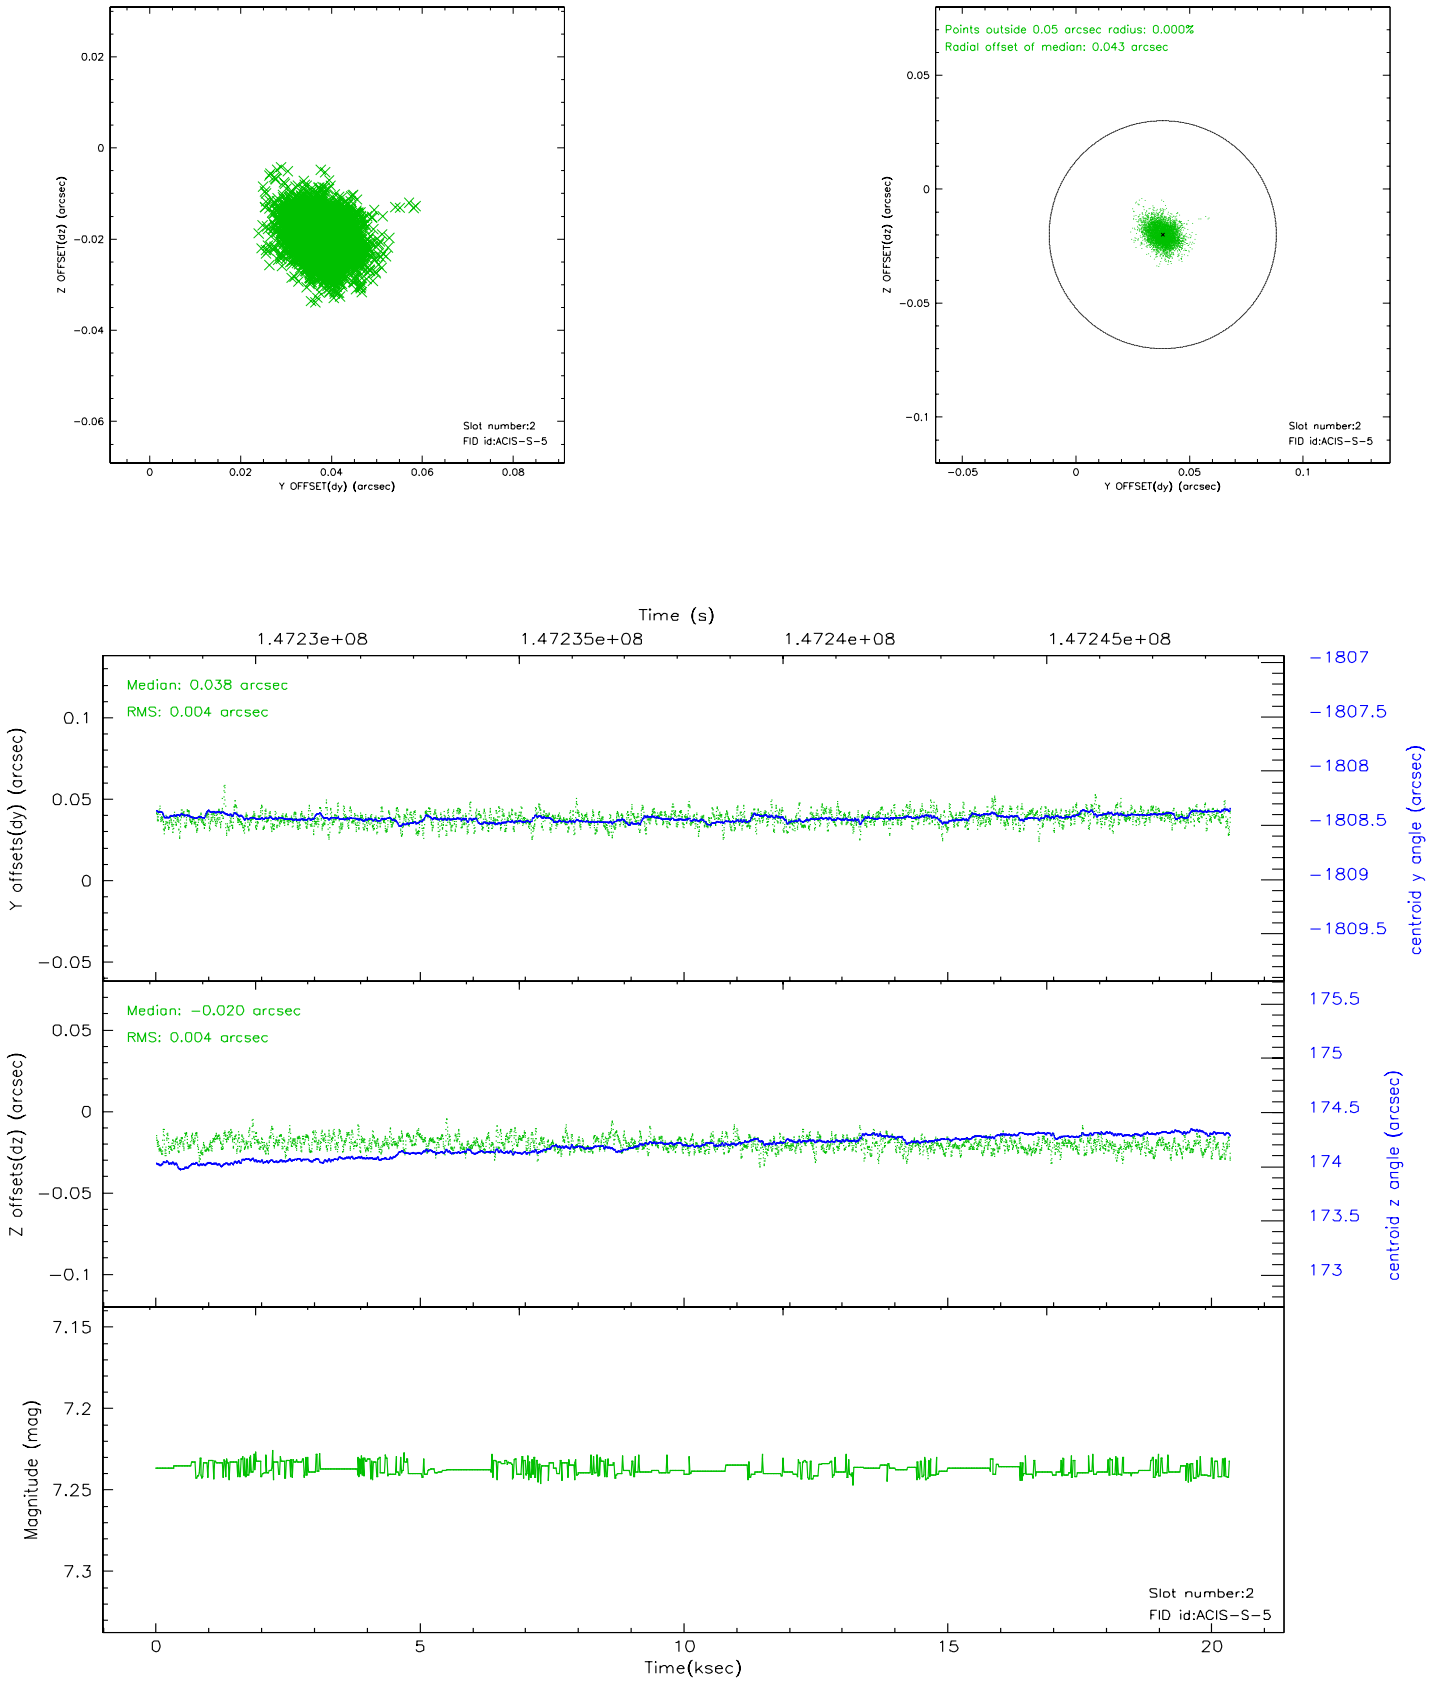 0.02
0
−0.02
−0.04
−0.06
Z OFFSET(dz) (arcsec)
Slot number:2
FID id:ACIS−S−5
0
0.02
0.04
0.06
0.08
Y OFFSET(dy) (arcsec)
Points outside 0.05 arcsec radius: 0.000%
Radial offset of median: 0.043 arcsec
0.05
0
−0.05
−0.1
Z OFFSET(dz) (arcsec)
Slot number:2
FID id:ACIS−S−5
−0.05
0
0.05
0.1
Y OFFSET(dy) (arcsec)
Time (s)
1.4723e+08
1.47235e+08
1.4724e+08
1.47245e+08
Median: 0.038 arcsec
RMS: 0.004 arcsec
0.1
0.05
0
−0.05
Y offsets(dy) (arcsec)
−1807
−1807.5
−1808
−1808.5
−1809
−1809.5
centroid y angle (arcsec)
Median: −0.020 arcsec
RMS: 0.004 arcsec
0.05
0
−0.05
−0.1
Z offsets(dz) (arcsec)
175.5
175
174.5
174
173.5
173
centroid z angle (arcsec)
7.15
7.2
7.25
7.3
Magnitude (mag)
Slot number:2
FID id:ACIS−S−5
0
5
10
15
20
Time(ksec)